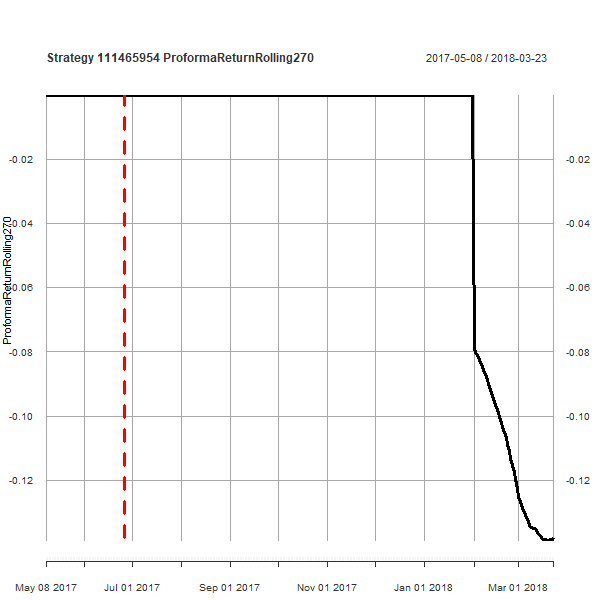 Strategy 111465954 ProformaReturnRolling270
2017-05-08 / 2018-03-23
ProformaReturnRolling270
-0.02 -0.02
-0.04 -0.04
-0.06 -0.06
-0.08 -0.08
-0.10 -0.10
-0.12 -0.12
May 08 2017 Jul 01 2017 Sep 01 2017 Nov 01 2017 Jan 01 2018 Mar 01 2018